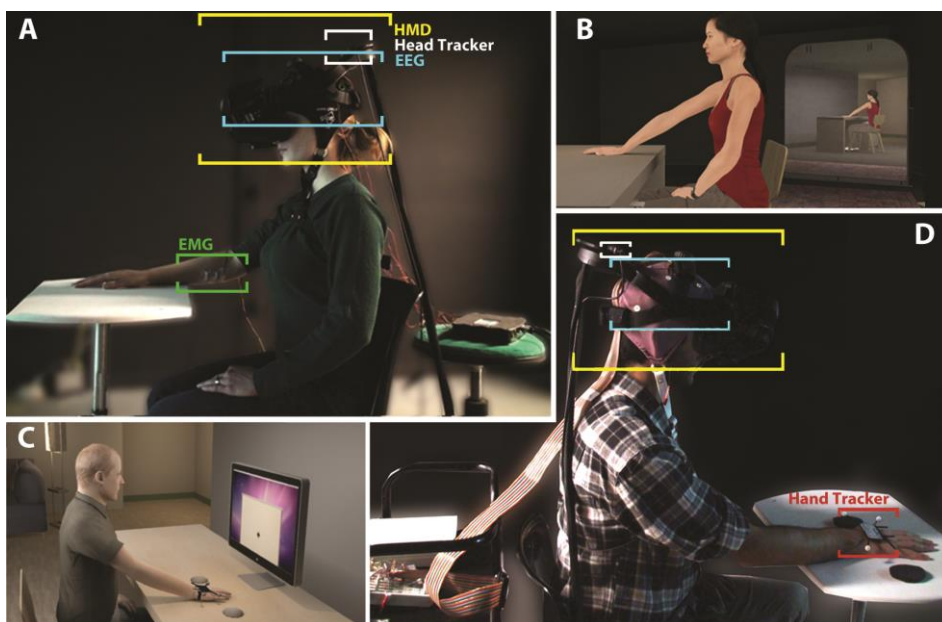 A
HMD
Head Tracker
EEG
EMG
B
C
D
Hand Tracker